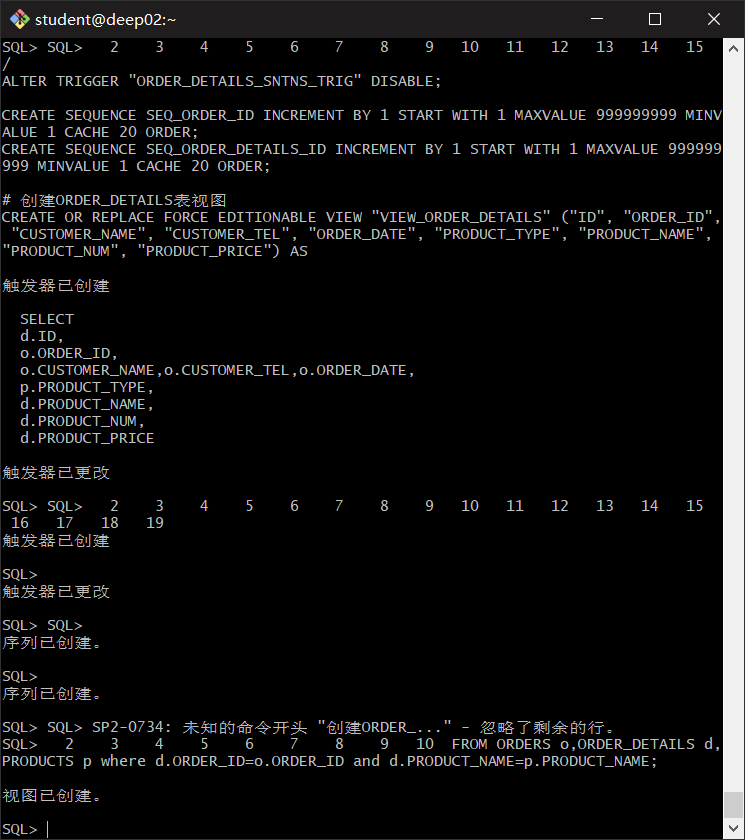 student@deep02:~
SQL> SQL>   2    3    4    5    6    7    8    9   10   11   12   13   14   15
/
ALTER TRIGGER "ORDER_DETAILS_SNTNS_TRIG" DISABLE;
CREATE SEQUENCE SEQ_ORDER_ID INCREMENT BY 1 START WITH 1 MAXVALUE 999999999 MINV
ALUE 1 CACHE 20 ORDER;
CREATE SEQUENCE SEQ_ORDER_DETAILS_ID INCREMENT BY 1 START WITH 1 MAXVALUE 999999
999 MINVALUE 1 CACHE 20 ORDER;
# 创建ORDER_DETAILS表视图
CREATE OR REPLACE FORCE EDITIONABLE VIEW "VIEW_ORDER_DETAILS" ("ID", "ORDER_ID",
 "CUSTOMER_NAME", "CUSTOMER_TEL", "ORDER_DATE", "PRODUCT_TYPE", "PRODUCT_NAME",
"PRODUCT_NUM", "PRODUCT_PRICE") AS
触发器已创建
  SELECT
  d.ID,
  o.ORDER_ID,
  o.CUSTOMER_NAME,o.CUSTOMER_TEL,o.ORDER_DATE,
  p.PRODUCT_TYPE,
  d.PRODUCT_NAME,
  d.PRODUCT_NUM,
  d.PRODUCT_PRICE
触发器已更改
SQL> SQL>   2    3    4    5    6    7    8    9   10   11   12   13   14   15
 16   17   18   19
触发器已创建
SQL>
触发器已更改
SQL> SQL>
序列已创建。
SQL>
序列已创建。
SQL> SQL> SP2-0734: 未知的命令开头 "创建ORDER_..." - 忽略了剩余的行。
SQL>   2    3    4    5    6    7    8    9   10  FROM ORDERS o,ORDER_DETAILS d,
PRODUCTS p where d.ORDER_ID=o.ORDER_ID and d.PRODUCT_NAME=p.PRODUCT_NAME;
视图已创建。
SQL>